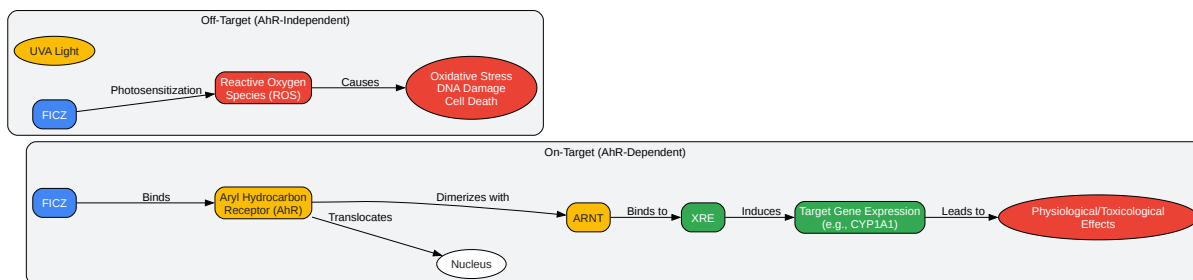 Off-Target (AhR-Independent)
UVA Light
FICZ
Photosensitization
Reactive Oxygen
Species (ROS)
Causes
Oxidative Stress
DNA Damage
Cell Death
On-Target (AhR-Dependent)
FICZ
Binds
Aryl Hydrocarbon
Receptor (AhR)
Dimerizes with
Translocates
Nucleus
ARNT
Binds to
XRE
Induces
Target Gene Expression
(e.g., CYP1A1)
Leads to
Physiological/Toxicological
Effects